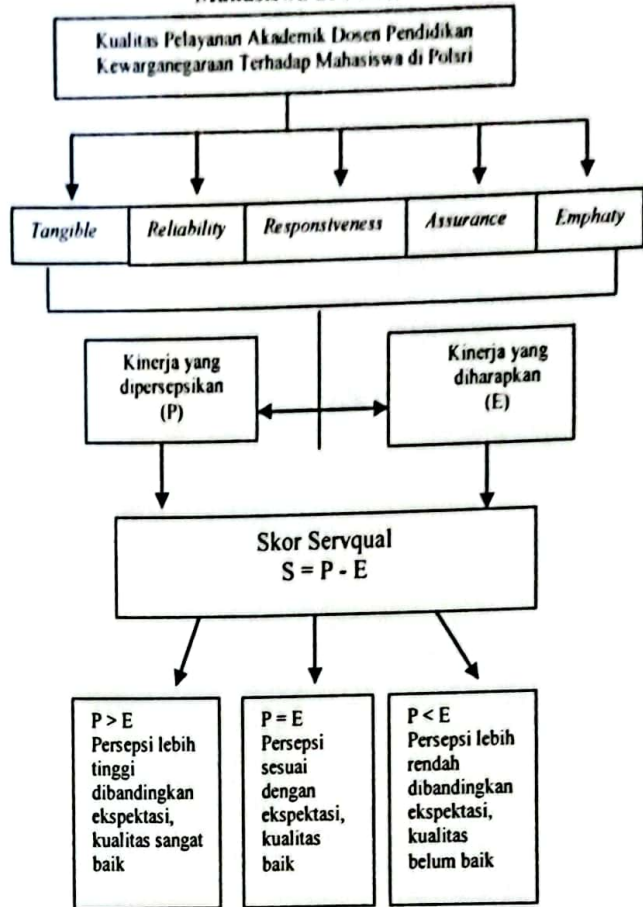 Kualitas Pelayanan Akademik Dosen Pendidikan
Kewarganegaraan Terhadap Mahasiswa di Polsri
Tangible
Reliability
Responsiveness
Assurance
Emphaty
Kinerja yang
dipersepsikan
(P)
Kinerja yang
diharapkan
(E)
Skor Servqual
S = P - E
P > E
Persepsi lebih
tinggi
dibandingkan
ekspektasi,
kualitas sangat
baik
P = E
Persepsi
sesuai
dengan
ekspektasi,
kualitas
baik
P < E
Persepsi lebih
rendah
dibandingkan
ekspektasi,
kualitas
belum baik